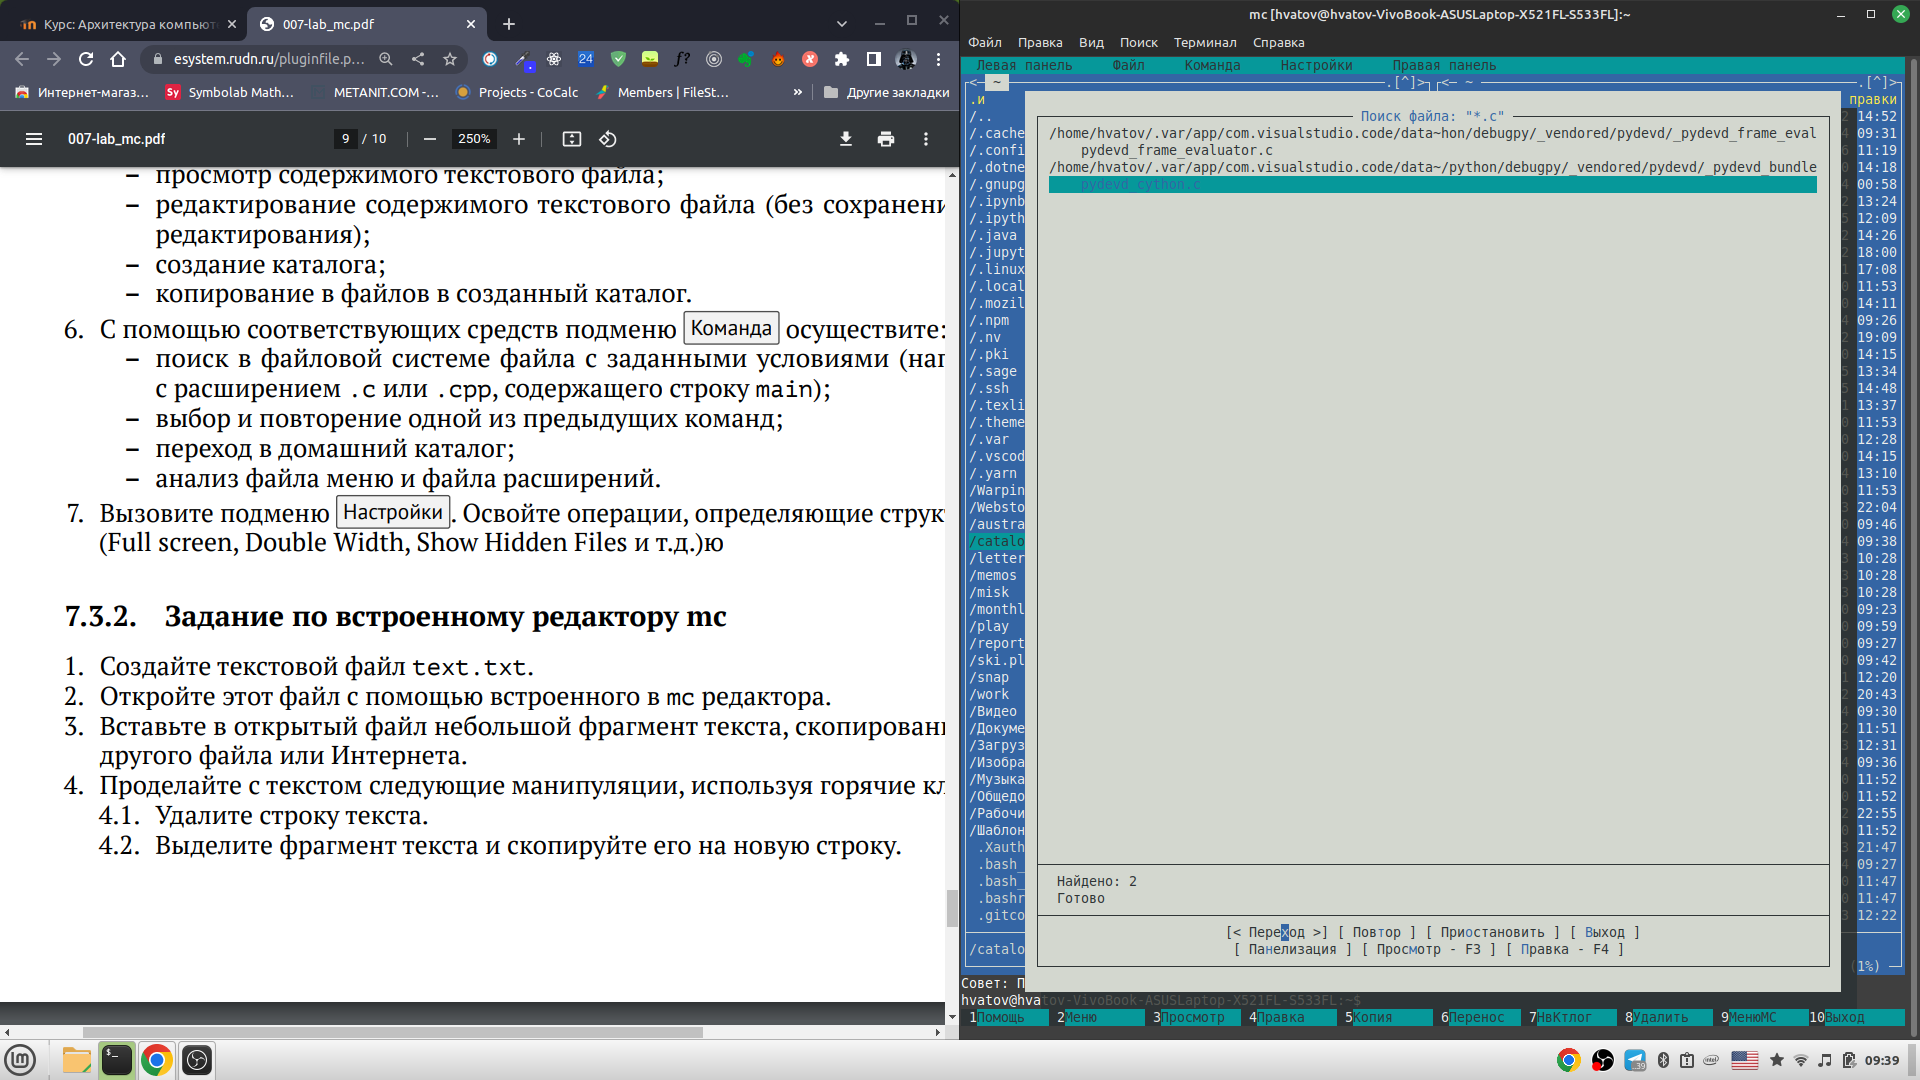 Курс: Архитектура компьют
007-lab_mc.pdf
esystem.rudn.ru/pluginfile.p...
24
f?
Интернет-магаз...
Sy Symbolab Math...
METANIT.COM -...
Projects - CoCalc
Members | FileSt...
»
Другие закладки
007-lab_mc.pdf
9 / 10
250%
– просмотр содержимого текстового файла;
– редактирование содержимого текстового файла (без сохранени
редактирования);
– создание каталога;
– копирование в файлов в созданный каталог.
6. С помощью соответствующих средств подменю Команда осуществите:
– поиск в файловой системе файла с заданными условиями (наг
с расширением .c или .cpp, содержащего строку main);
– выбор и повторение одной из предыдущих команд;
– переход в домашний каталог;
– анализ файла меню и файла расширений.
7. Вызовите подменю Настройки. Освойте операции, определяющие структ
(Full screen, Double Width, Show Hidden Files и т.д.)ю
7.3.2. Задание по встроенному редактору mc
1. Создайте текстовой файл text.txt.
2. Откройте этот файл с помощью встроенного в mc редактора.
3. Вставьте в открытый файл небольшой фрагмент текста, скопировані
другого файла или Интернета.
4. Проделайте с текстом следующие манипуляции, используя горячие кл
4.1. Удалите строку текста.
4.2. Выделите фрагмент текста и скопируйте его на новую строку.
mc [hvatov@hvatov-VivoBook-ASUSLaptop-X521FL-S533FL]:~
Файл Правка Вид Поиск Терминал Справка
Левая панель Файл Команда Настройки Правая панель
<— ~ .[^]> <— ~ .[^]>
.и правки
/.. 14:52
/.cache 09:31
/.confi 11:19
/.dotne 14:18
/.gnupg 00:58
/.ipynb 13:24
/.ipyth 12:09
/.java 14:26
/.jupyt 18:00
/.linux 17:08
/.local 11:53
/.mozil 14:11
/.npm 09:26
/.nv 19:09
/.pki 14:15
/.sage 13:34
/.ssh 14:48
/.texli 13:37
/.theme 11:53
/.var 12:28
/.vscod 14:15
/.yarn 13:10
/Warpin 11:53
/Websto 22:04
/austra 09:46
/catalo 09:38
/letter 10:28
/memos 10:28
/misk 10:28
/monthl 09:23
/play 09:59
/report 09:27
/ski.pl 09:42
/snap 12:20
/work 20:43
/Видео 09:30
/Докуме 11:51
/Загруз 12:31
/Изобра 09:36
/Музыка 11:52
/Общедо 11:52
/Рабочи 22:55
/Шаблон 11:52
.Xauth 21:47
.bash_ 09:27
.bash_ 11:47
.bashr 11:47
.gitco 12:22
/catalo
(1%)
Поиск файла: "*.c"
/home/hvatov/.var/app/com.visualstudio.code/data~hon/debugpy/_vendored/pydevd/_pydevd_frame_eval
pydevd_frame_evaluator.c
/home/hvatov/.var/app/com.visualstudio.code/data~/python/debugpy/_vendored/pydevd/_pydevd_bundle
pydevd_cython.c
Найдено: 2
Готово
[< Переход >] [ Повтор ] [ Приостановить ] [ Выход ]
[ Панелизация ] [ Просмотр - F3 ] [ Правка - F4 ]
Совет: П
hvatov@hvatov-VivoBook-ASUSLaptop-X521FL-S533FL:~$
1Помощь 2Меню 3Просмотр 4Правка 5Копия 6Перенос 7НвКтлог 8Удалить 9МенюМС 10Выход
09:39